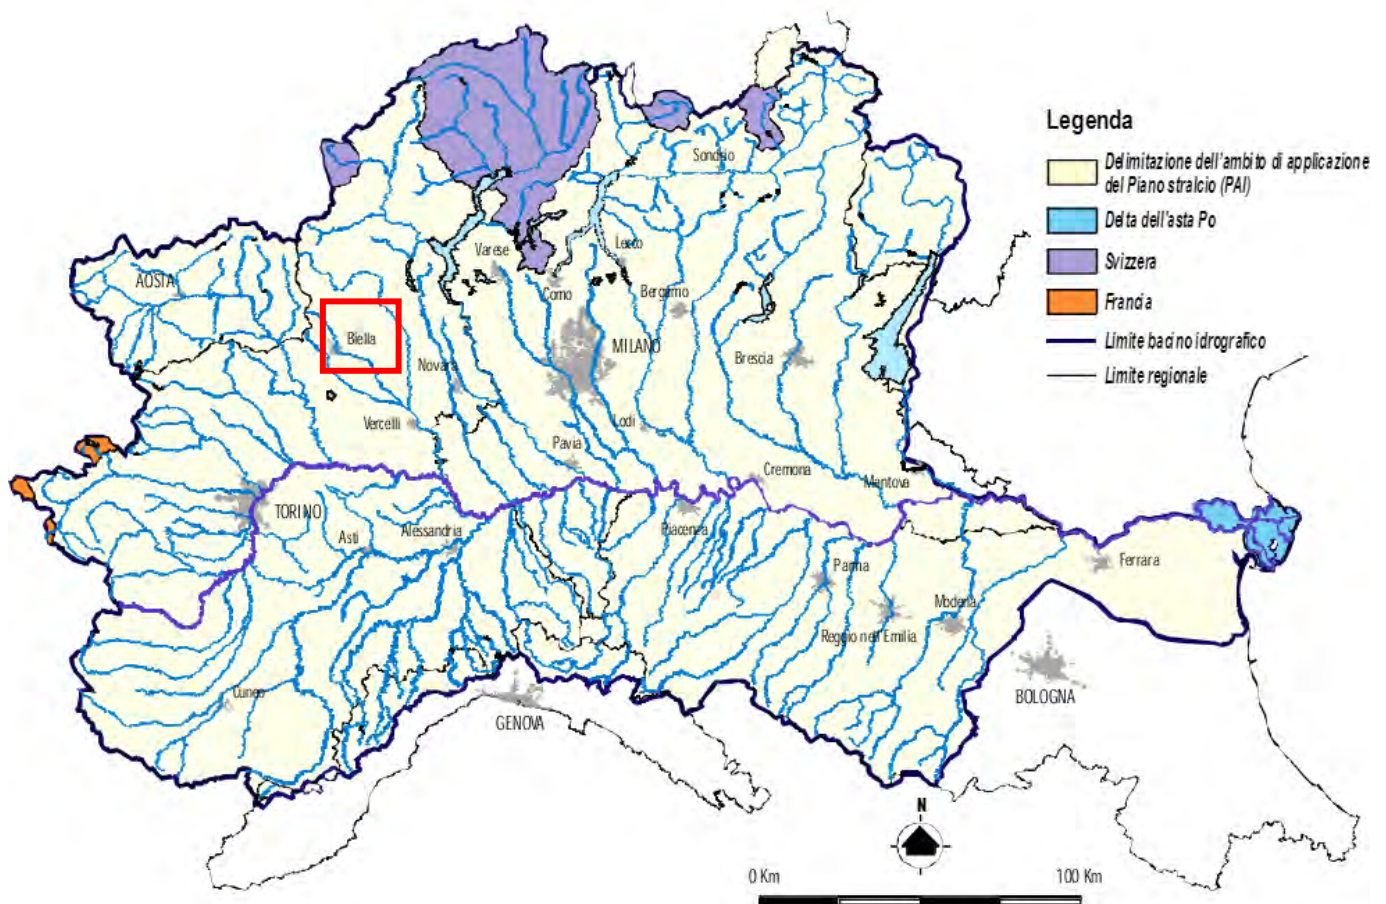 Legenda
Delimitazione dell'ambito di applicazione
del Piano stralcio (PAI)
Delta dell'asta Po
Svizzera
Francia
Limite bacino idrografico
Limite regionale
Sondrio
AOSTA
Varese
Lecco
Como
Bergamo
Biella
MILANO
Brescia
Novara
Vercelli
Lodi
Pavia
Cremona
Mantova
TORINO
Asti
Alessandria
Piacenza
Parma
Ferrara
Modena
Reggio nell'Emilia
Cuneo
GENOVA
BOLOGNA
N
0 Km
100 Km